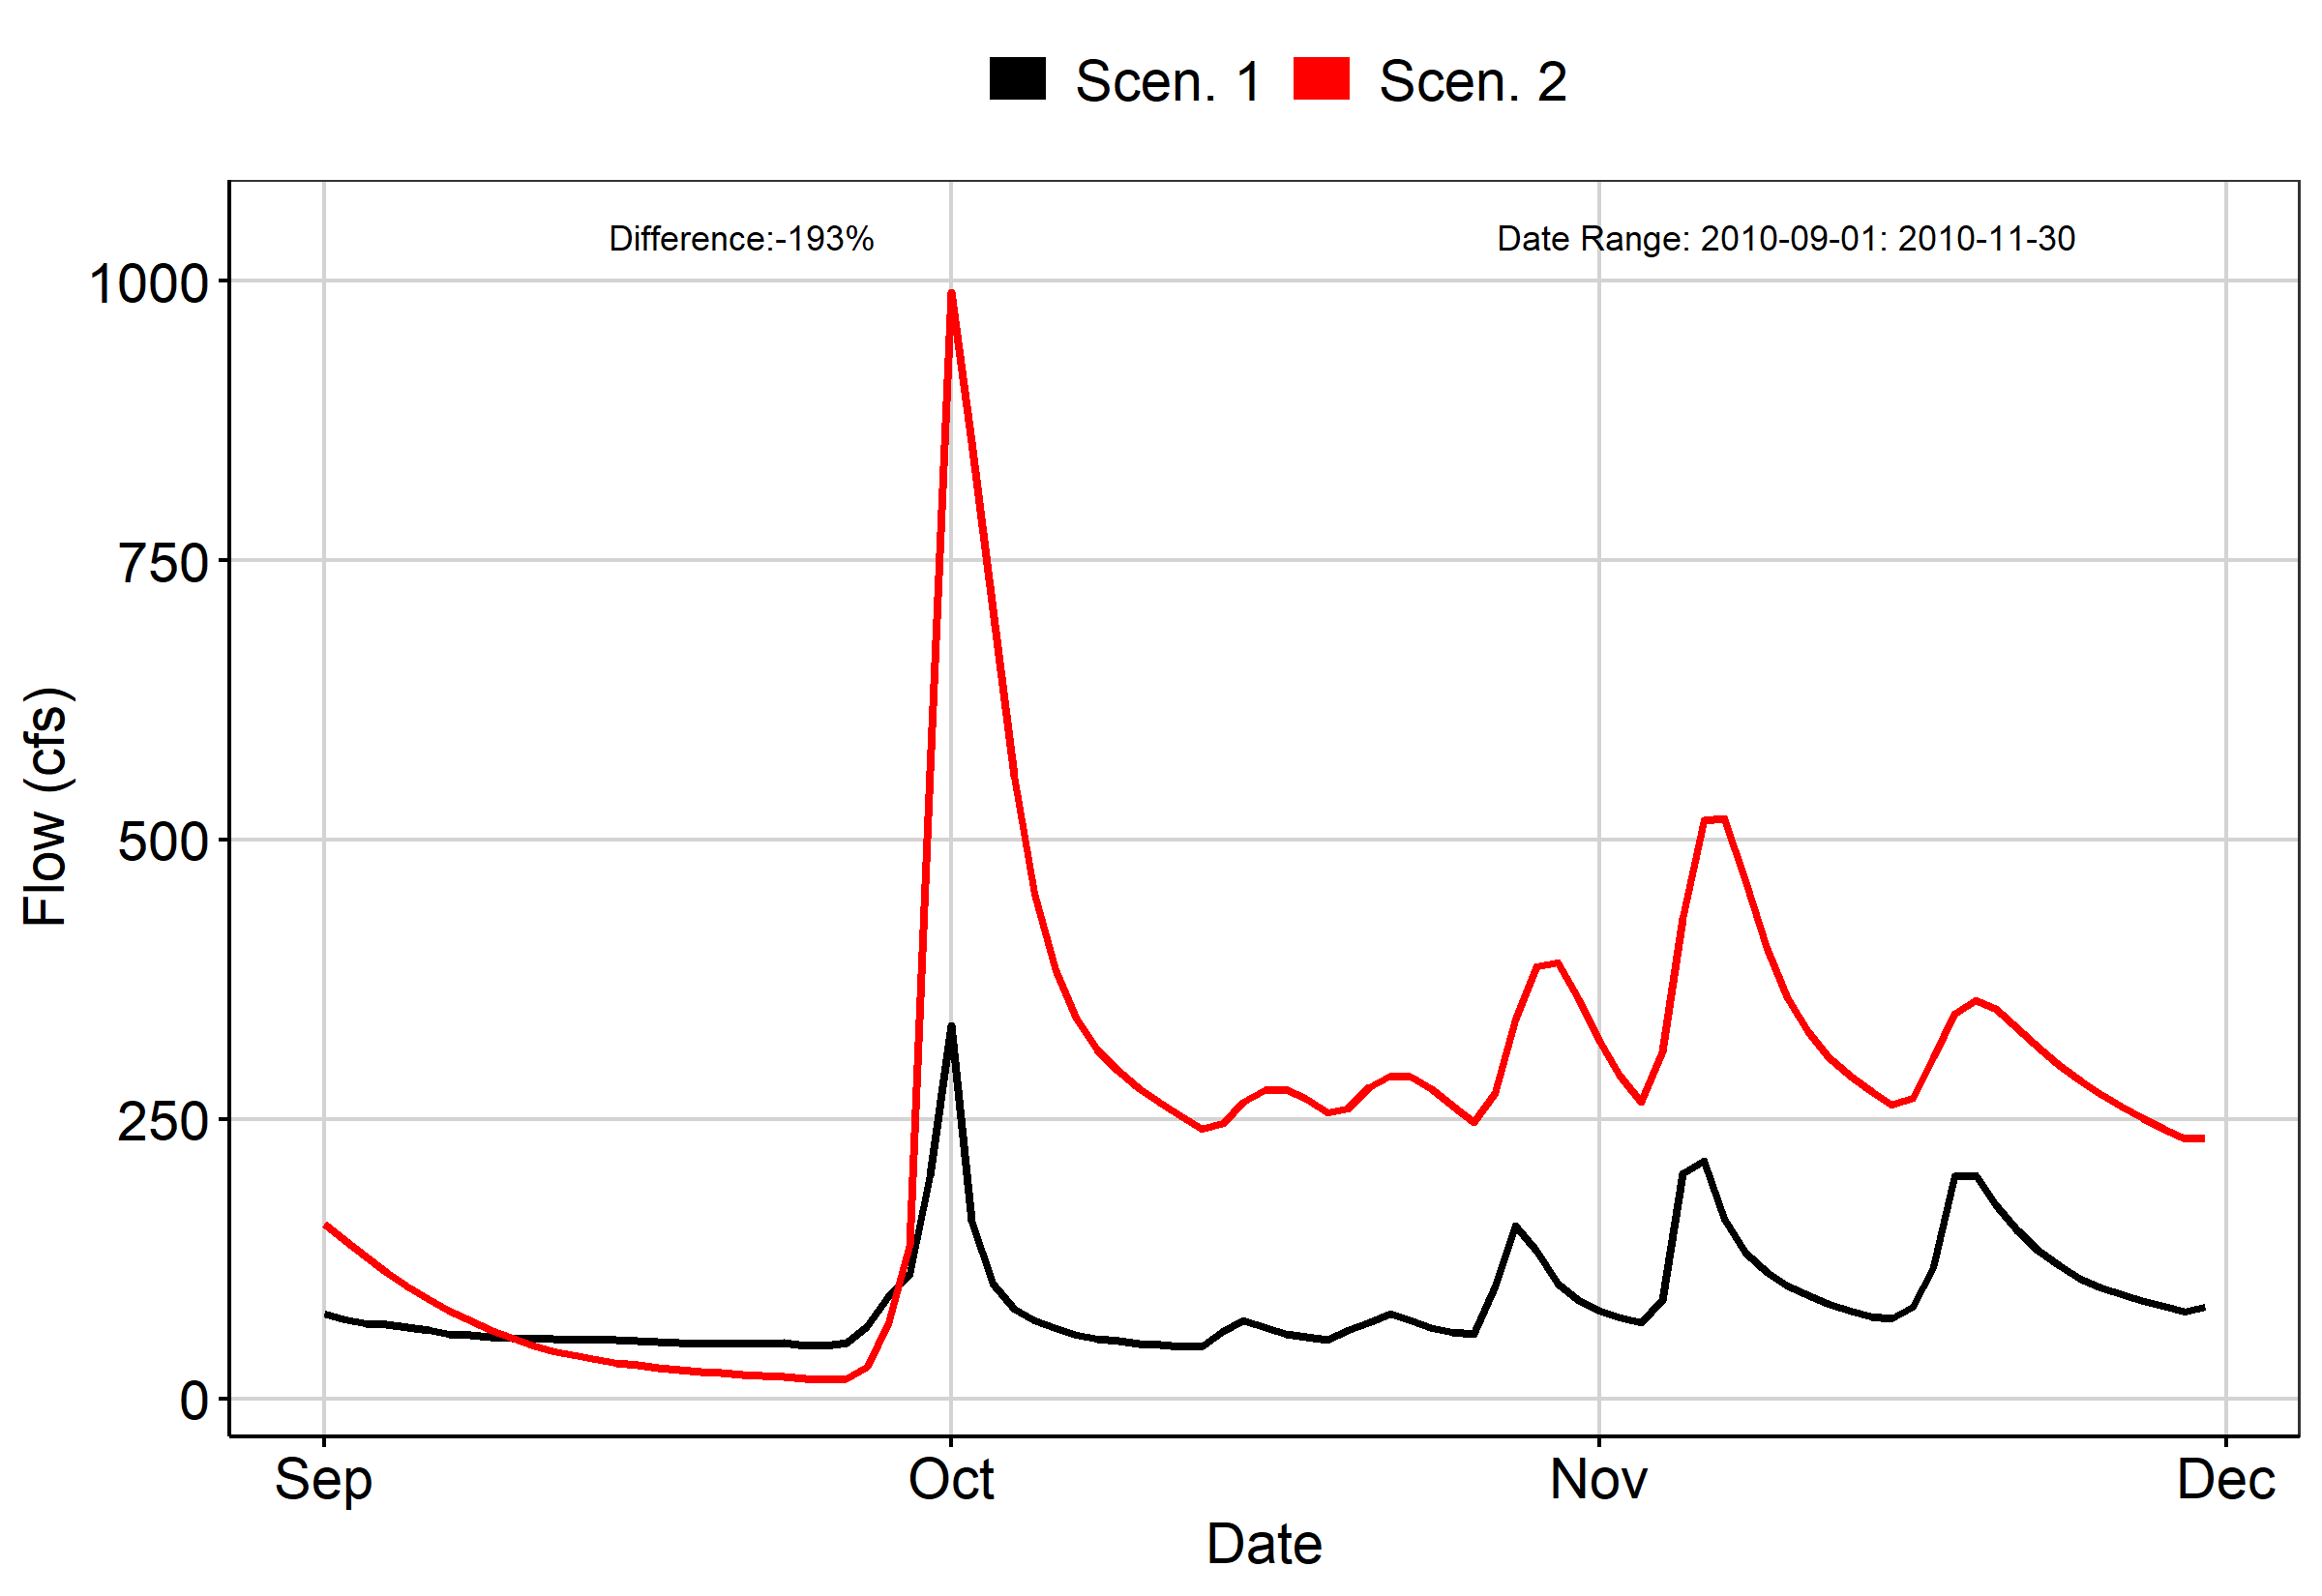 Scen. 1 Scen. 2
Difference:-193% Date Range: 2010-09-01: 2010-11-30
1000
750
500
250
0
Flow (cfs)
Sep Oct Nov Dec
Date